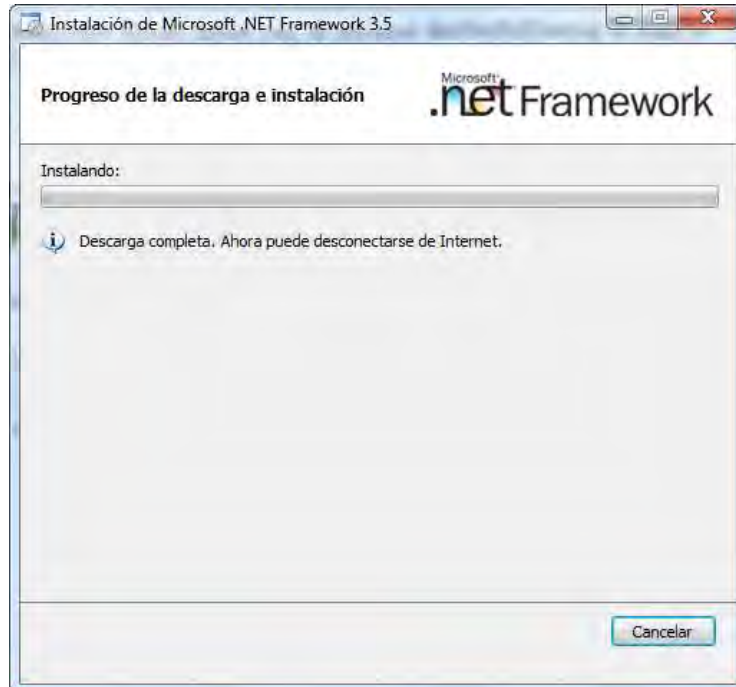 Instalación de Microsoft .NET Framework 3.5
Progreso de la descarga e instalación
Microsoft
.net Framework
Instalando:
Descarga completa. Ahora puede desconectarse de Internet.
Cancelar